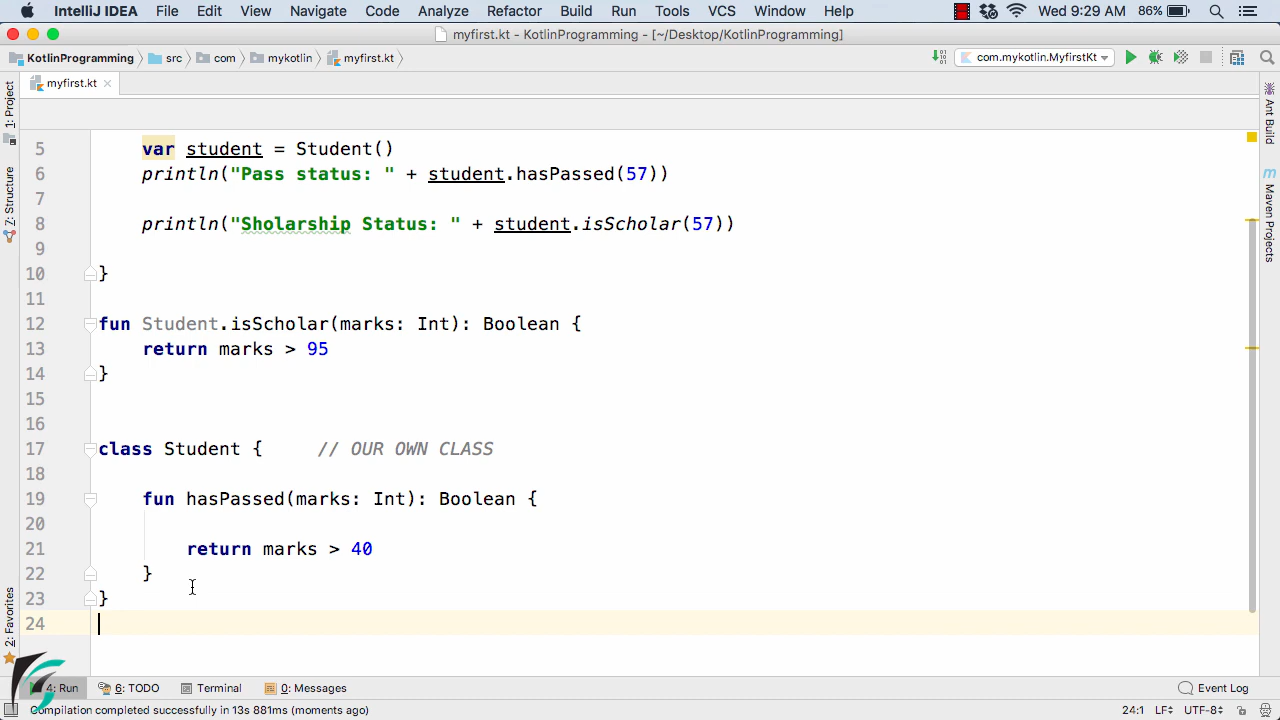 IntelliJ IDEA File Edit View Navigate Code Analyze Refactor Build Run Tools VCS Window Help Wed 9:29 AM 86%
myfirst.kt - KotlinProgramming - [~/Desktop/KotlinProgramming]
KotlinProgramming src com mykotlin myfirst.kt com.mykotlin.MyfirstKt
myfirst.kt
1: Project
7: Structure
2: Favorites
Ant Build
Maven Projects
5 var student = Student()
6 println("Pass status: " + student.hasPassed(57))
7
8 println("Sholarship Status: " + student.isScholar(57))
9
10 }
11
12 fun Student.isScholar(marks: Int): Boolean {
13 return marks > 95
14 }
15
16
17 class Student { // OUR OWN CLASS
18
19 fun hasPassed(marks: Int): Boolean {
20
21 return marks > 40
22 }
23 }
24
4: Run 6: TODO Terminal 0: Messages Event Log
Compilation completed successfully in 13s 881ms (moments ago) 24:1 LF UTF-8